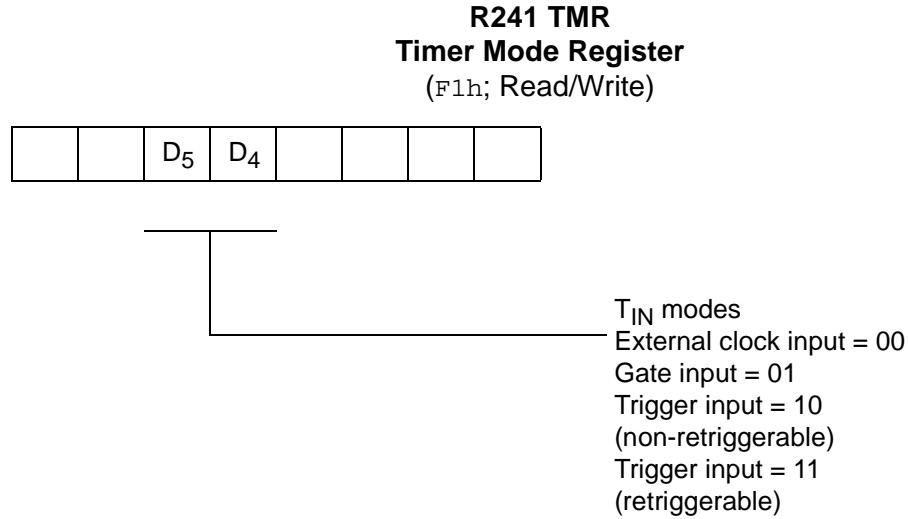 R241 TMR
Timer Mode Register
(F1h; Read/Write)
D5 D4
TIN modes
External clock input = 00
Gate input = 01
Trigger input = 10
(non-retriggerable)
Trigger input = 11
(retriggerable)